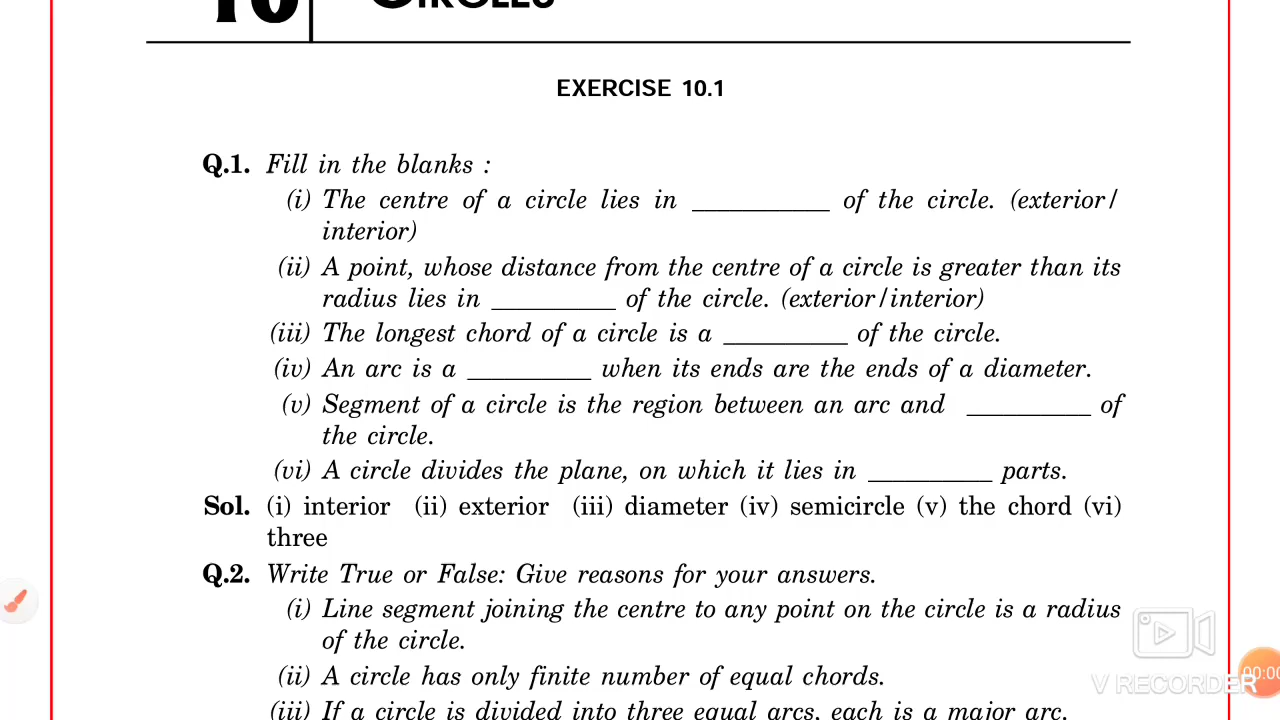 10 CIRCLES
EXERCISE 10.1
Q.1. Fill in the blanks :
(i) The centre of a circle lies in ___________ of the circle. (exterior/
interior)
(ii) A point, whose distance from the centre of a circle is greater than its
radius lies in __________ of the circle. (exterior/interior)
(iii) The longest chord of a circle is a __________ of the circle.
(iv) An arc is a __________ when its ends are the ends of a diameter.
(v) Segment of a circle is the region between an arc and __________ of
the circle.
(vi) A circle divides the plane, on which it lies in __________ parts.
Sol. (i) interior (ii) exterior (iii) diameter (iv) semicircle (v) the chord (vi)
three
Q.2. Write True or False: Give reasons for your answers.
(i) Line segment joining the centre to any point on the circle is a radius
of the circle.
(ii) A circle has only finite number of equal chords.
(iii) If a circle is divided into three equal arcs, each is a major arc.
V RECORDER